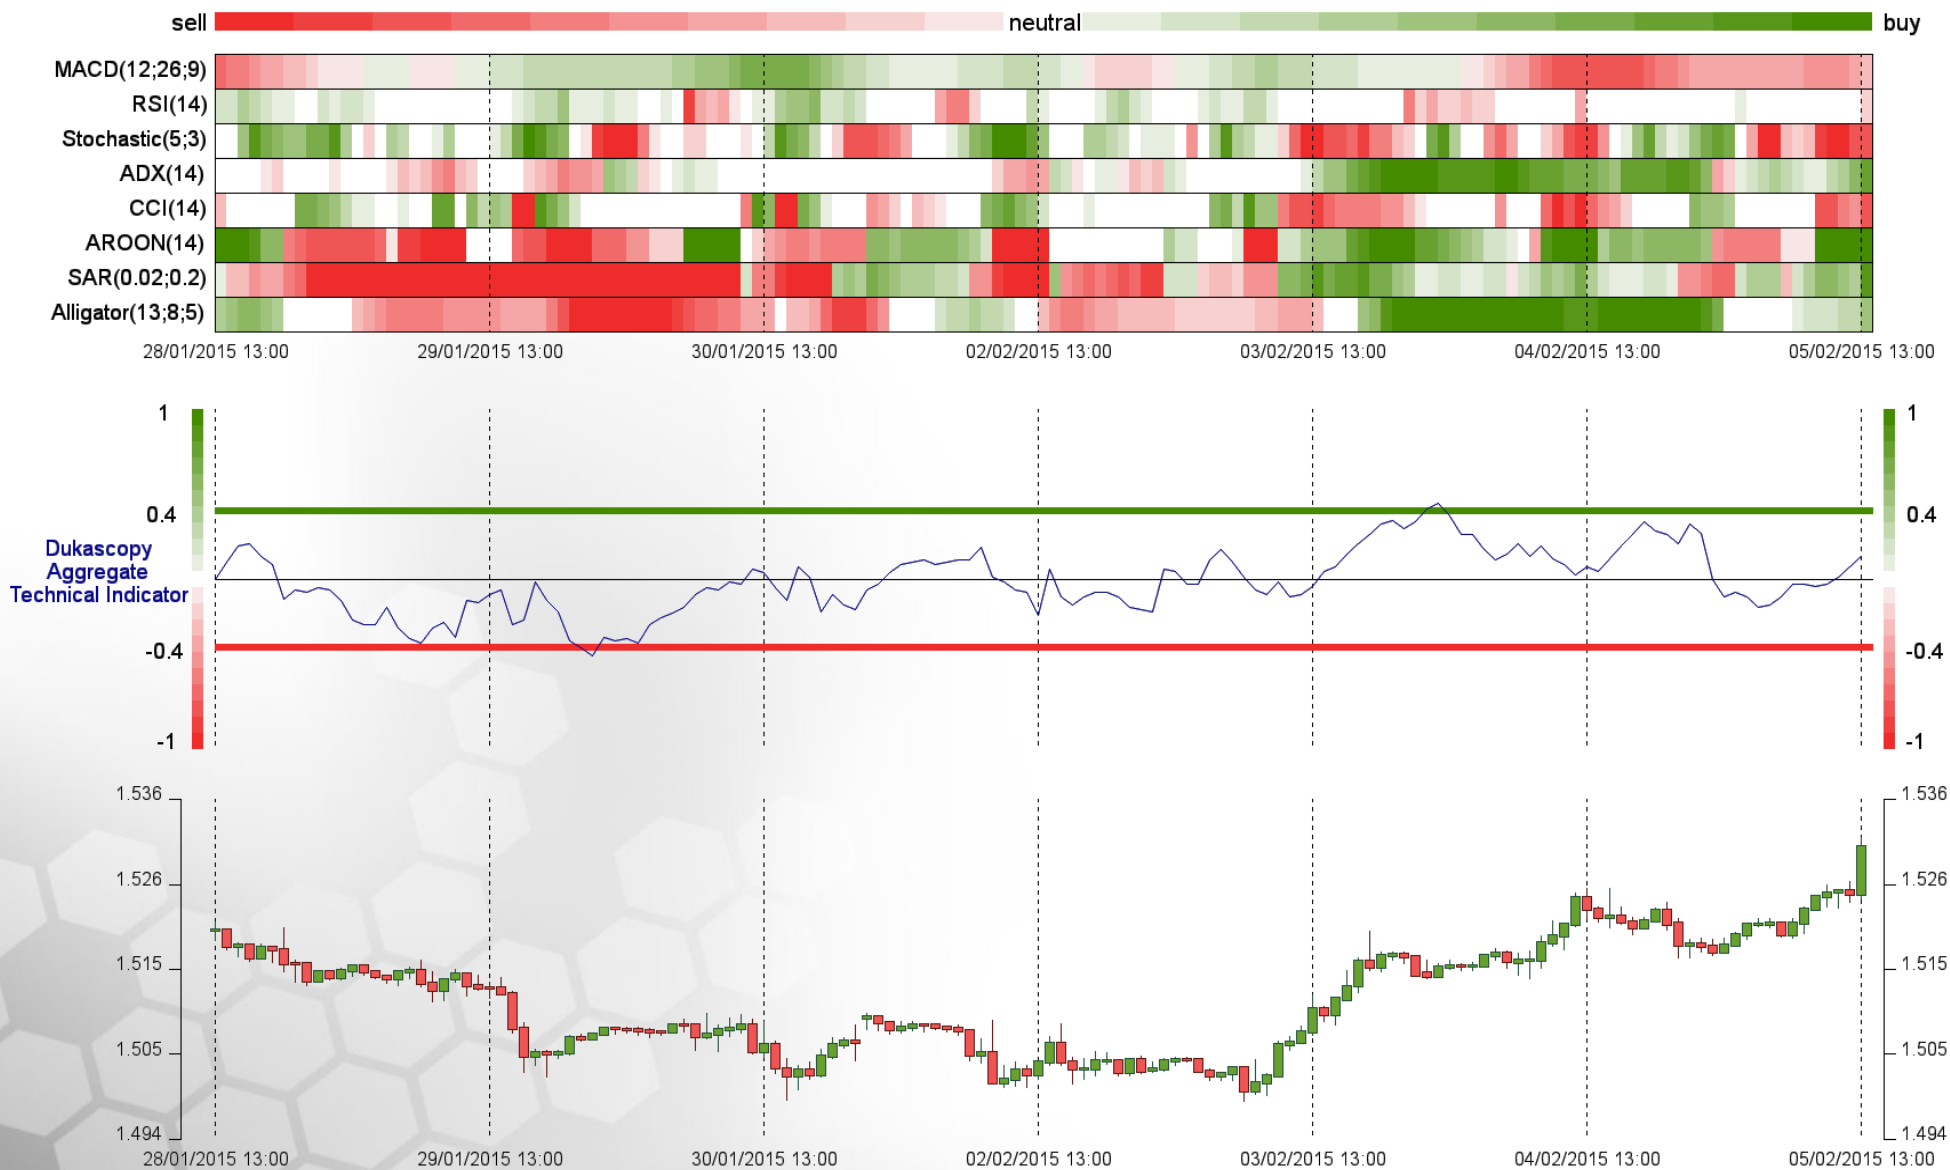 sell neutral buy
MACD(12;26;9)
RSI(14)
Stochastic(5;3)
ADX(14)
CCI(14)
AROON(14)
SAR(0.02;0.2)
Alligator(13;8;5)
28/01/2015 13:00 29/01/2015 13:00 30/01/2015 13:00 02/02/2015 13:00 03/02/2015 13:00 04/02/2015 13:00 05/02/2015 13:00
1 1
0.4 0.4
Dukascopy
Aggregate
Technical Indicator
-0.4 -0.4
-1 -1
1.536 1.536
1.526 1.526
1.515 1.515
1.505 1.505
1.494 1.494
28/01/2015 13:00 29/01/2015 13:00 30/01/2015 13:00 02/02/2015 13:00 03/02/2015 13:00 04/02/2015 13:00 05/02/2015 13:00